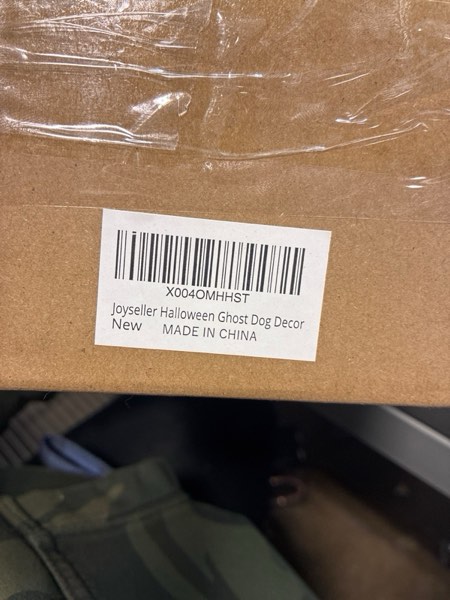 X004OMHHST
Joyseller Halloween Ghost Dog Decor
New MADE IN CHINA